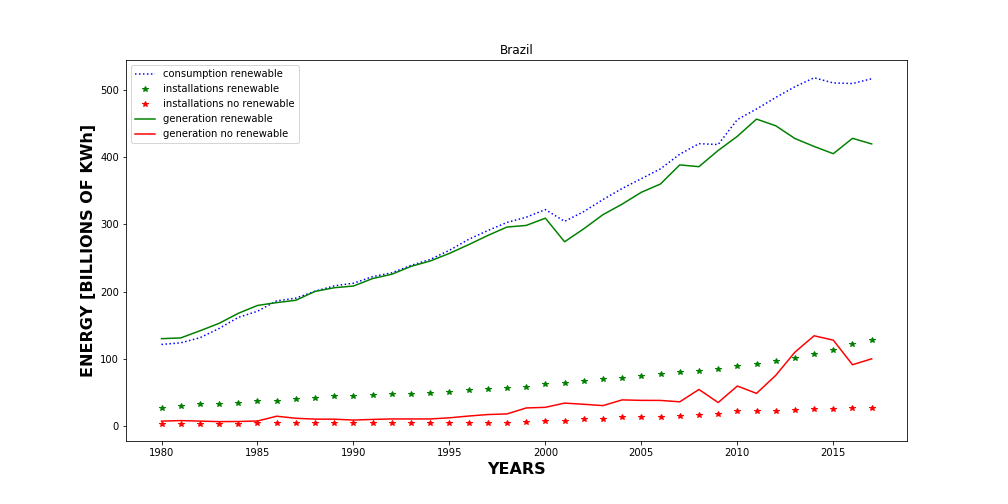 Brazil
consumption renewable
installations renewable
installations no renewable
generation renewable
generation no renewable
ENERGY [BILLIONS OF KWh]
500
400
300
200
100
0
1980 1985 1990 1995 2000 2005 2010 2015
YEARS